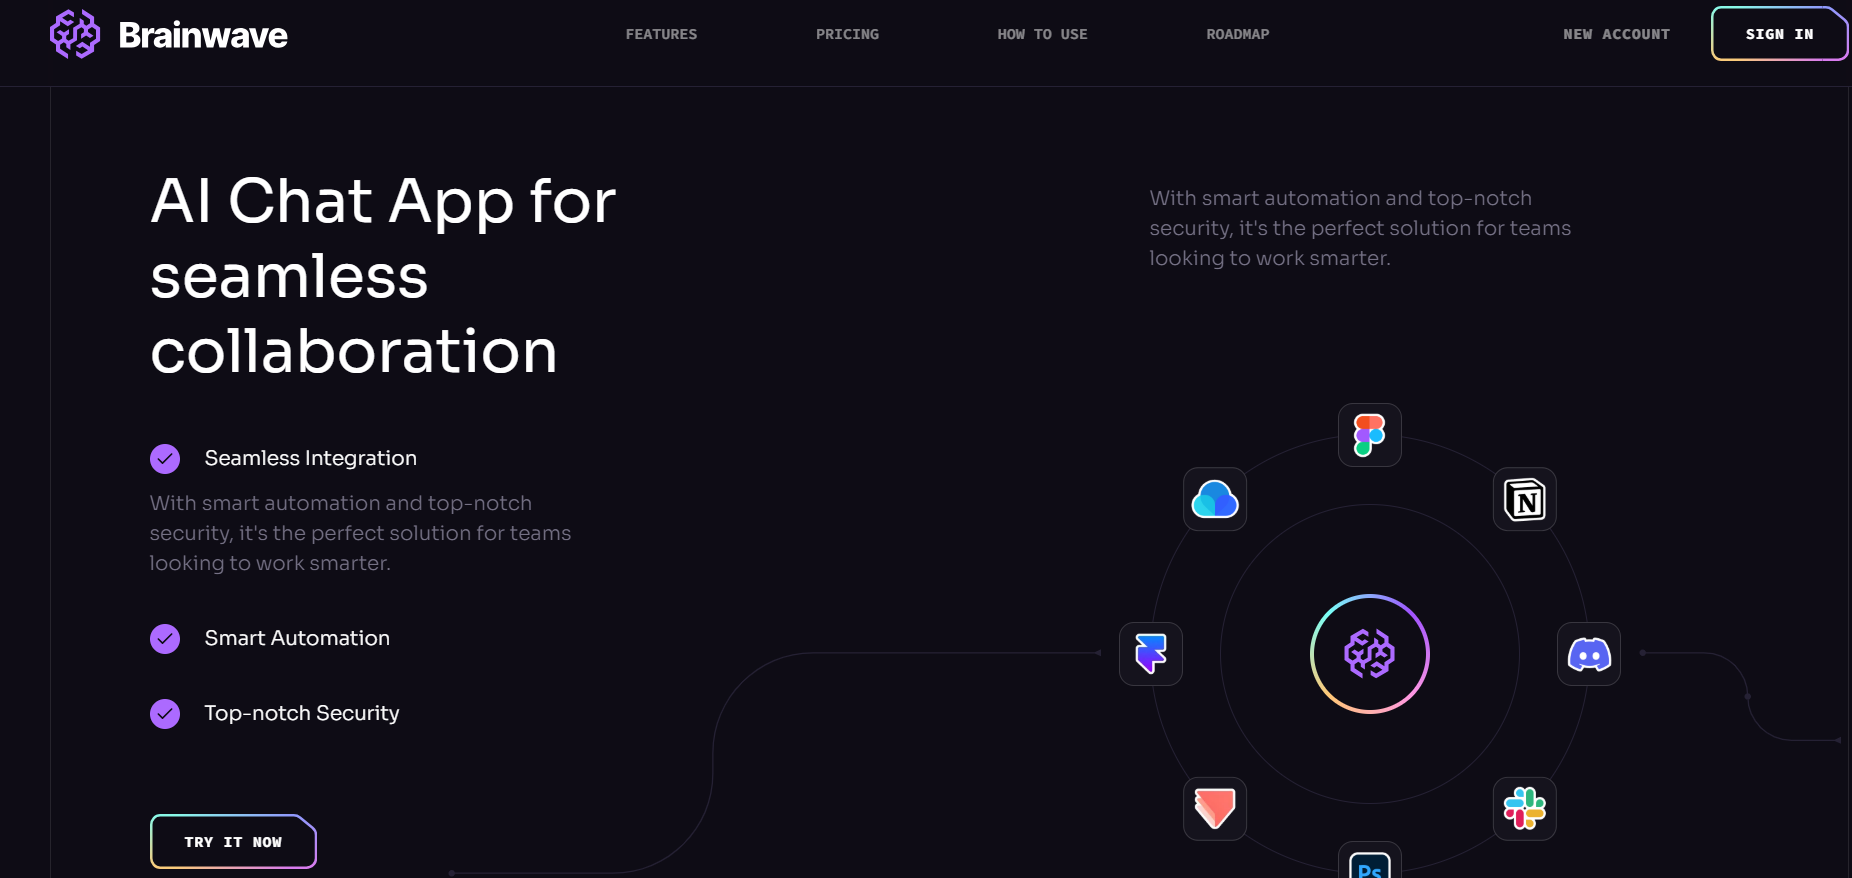 Brainwave
FEATURES
PRICING
HOW TO USE
ROADMAP
NEW ACCOUNT
SIGN IN
AI Chat App for
seamless
collaboration
Seamless Integration
With smart automation and top-notch
security, it's the perfect solution for teams
looking to work smarter.
Smart Automation
Top-notch Security
TRY IT NOW
With smart automation and top-notch
security, it's the perfect solution for teams
looking to work smarter.
N
Ps